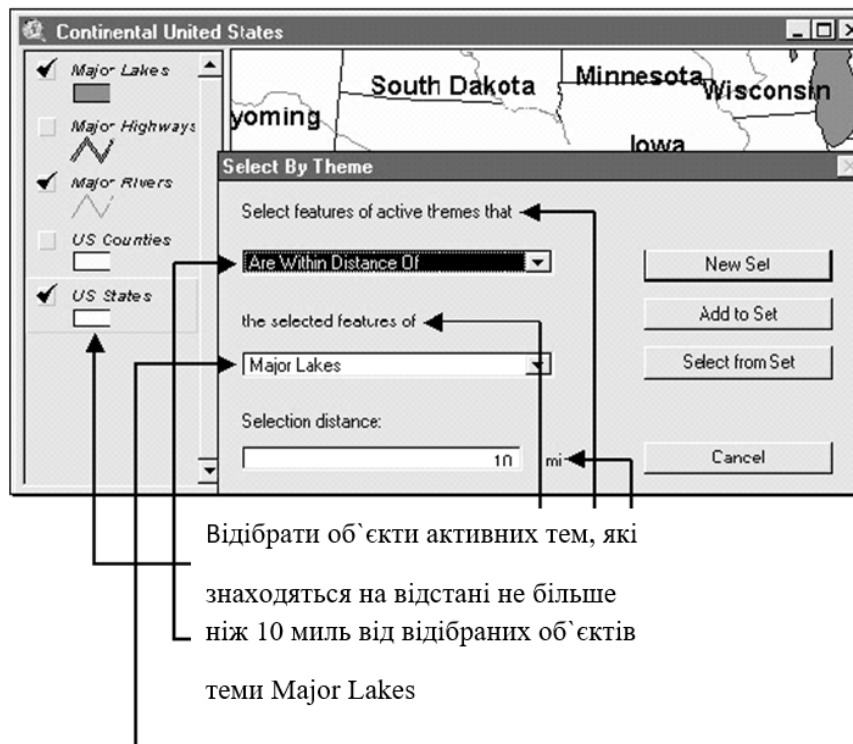 Continental United States
Major Lakes
Major Highways
Major Rivers
US Counties
US States
South Dakota
Minnesota
Wisconsin
yoming
Iowa
Select By Theme
Select features of active themes that
Are Within Distance Of
the selected features of
Major Lakes
Selection distance:
10 mi
New Set
Add to Set
Select from Set
Cancel
Відібрати об`єкти активних тем, які
знаходяться на відстані не більше
ніж 10 миль від відібраних об`єктів
теми Major Lakes